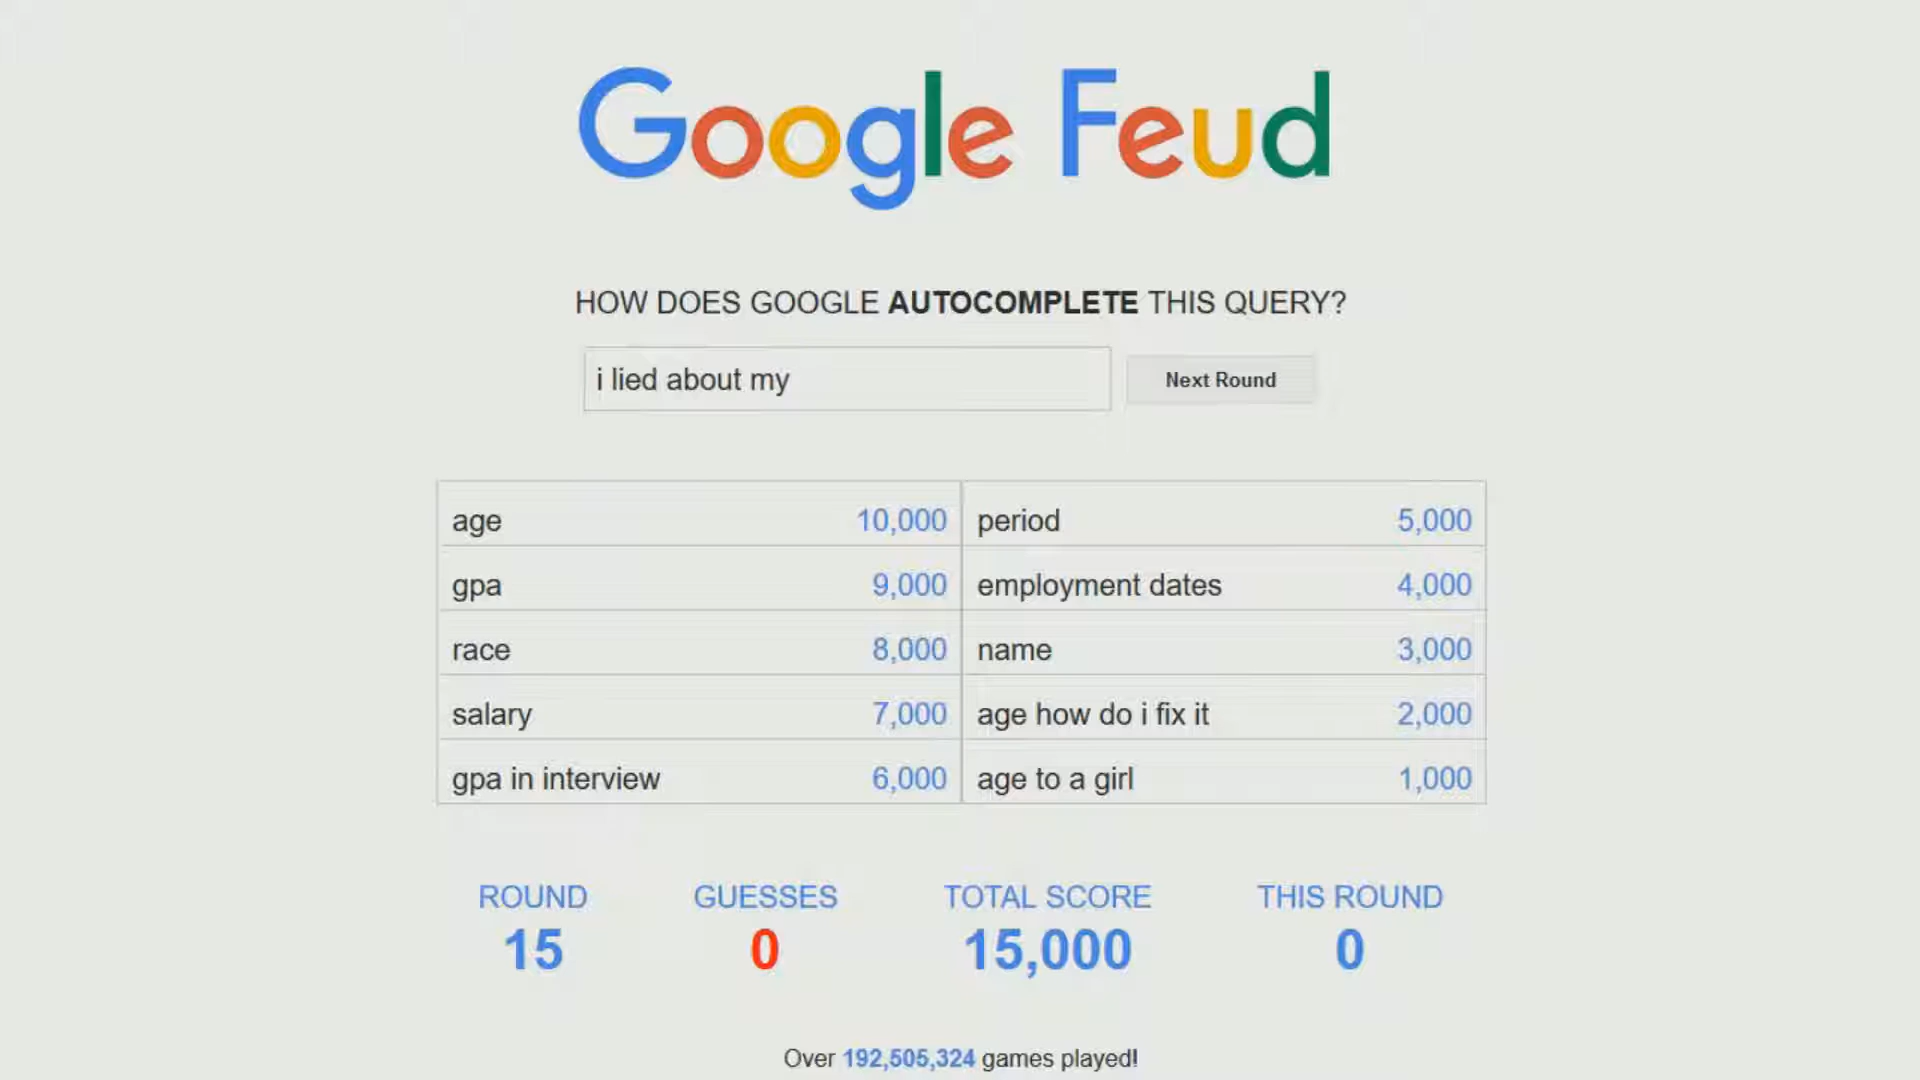 Google Feud
HOW DOES GOOGLE AUTOCOMPLETE THIS QUERY?
i lied about my
Next Round
age 10,000
gpa 9,000
race 8,000
salary 7,000
gpa in interview 6,000
period 5,000
employment dates 4,000
name 3,000
age how do i fix it 2,000
age to a girl 1,000
ROUND
15
GUESSES
0
TOTAL SCORE
15,000
THIS ROUND
0
Over 192,505,324 games played!